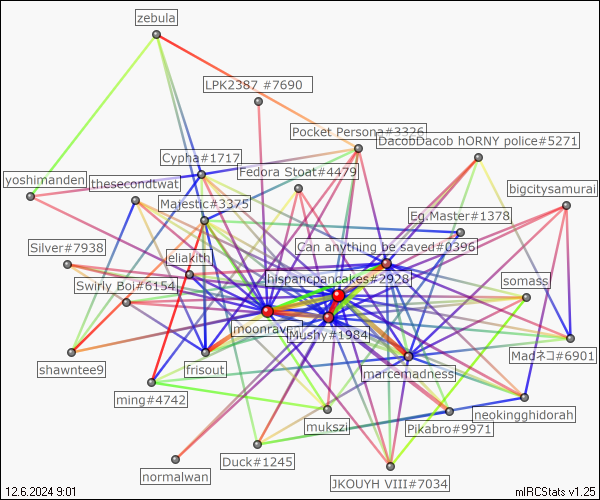 zebula
LPK2387 #7690
Pocket Persona#3326
DacobDacob hORNY police#5271
Cypha#1717
Fedora Stoat#4479
yoshimanden
thesecondtwat
bigcitysamurai
Majestic#3375
Eg.Master#1378
Silver#7938
Can anything be saved#0396
eliakith
hispancpancakes#2928
Swirly_Boi#6154
somass
moonrav
Mushy#1984
Madネコ#6901
shawntee9
frisout
marcemadness
ming#4742
neokingghidorah
mukszi
Pikabro#9971
Duck#1245
normalwan
JKOUYH VIII#7034
12.6.2024 9:01
mIRCStats v1.25